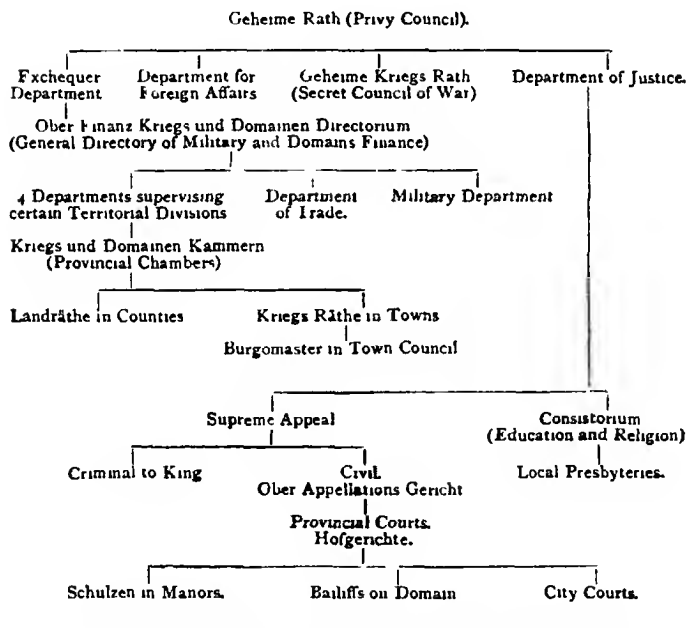 Geheime Rath (Privy Council).
Exchequer Department
Department for Foreign Affairs
Geheime Kriegs Rath (Secret Council of War)
Department of Justice.
Ober Finanz Kriegs und Domainen Directorium
(General Directory of Military and Domains Finance)
4 Departments supervising certain Territorial Divisions
Department of Trade.
Military Department
Kriegs und Domainen Kammern
(Provincial Chambers)
Landräthe in Counties
Kriegs Räthe in Towns
Burgomaster in Town Council
Supreme Appeal
Consistorium
(Education and Religion)
Criminal to King
Civil
Ober Appellations Gericht
Local Presbyteries.
Provincial Courts.
Hofgerichte.
Schulzen in Manors.
Bailiffs on Domain
City Courts.